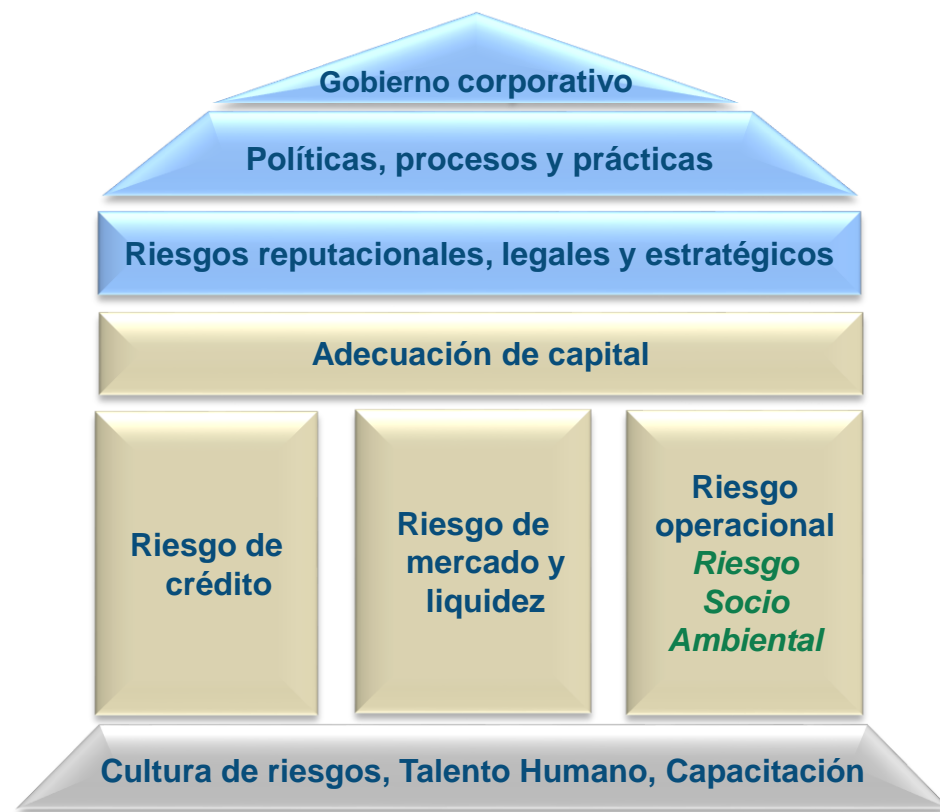 Gobierno corporativo
Políticas, procesos y prácticas
Riesgos reputacionales, legales y estratégicos
Adecuación de capital
Riesgo de
crédito
Riesgo de
mercado y
liquidez
Riesgo
operacional
Riesgo
Socio
Ambiental
Cultura de riesgos, Talento Humano, Capacitación